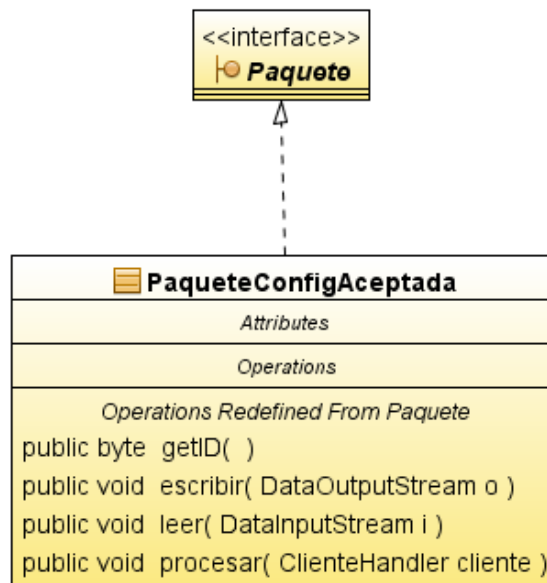 <<interface>>
Paquete
PaqueteConfigAceptada
Attributes
Operations
Operations Redefined From Paquete
public byte getID( )
public void escribir( DataOutputStream o )
public void leer( DataInputStream i )
public void procesar( ClienteHandler cliente )